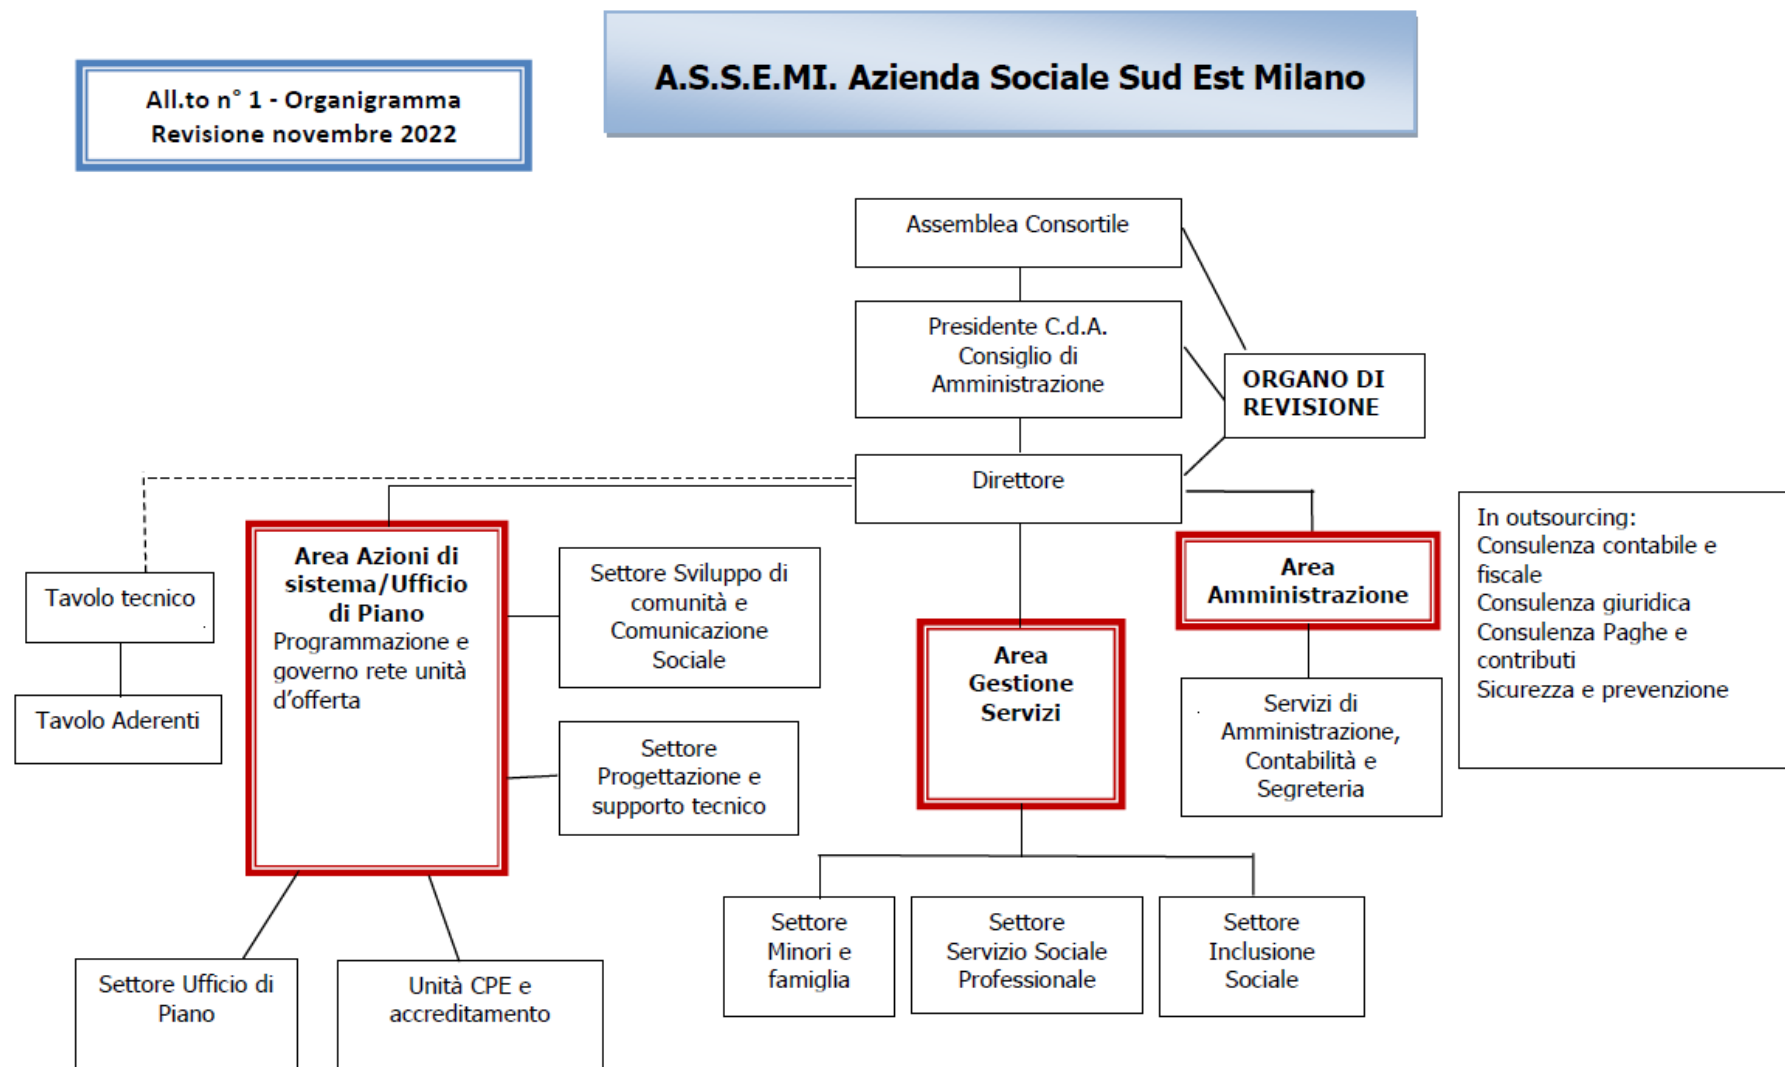 A.S.S.E.MI. Azienda Sociale Sud Est Milano
All.to n° 1 - Organigramma
Revisione novembre 2022
Assemblea Consortile
Presidente C.d.A.
Consiglio di
Amministrazione
ORGANO DI
REVISIONE
Direttore
In outsourcing:
Consulenza contabile e
fiscale
Consulenza giuridica
Consulenza Paghe e
contributi
Sicurezza e prevenzione
Area Azioni di
sistema/Ufficio
di Piano
Programmazione e
governo rete unità
d'offerta
Settore Sviluppo di
comunità e
Comunicazione
Sociale
Area
Amministrazione
Tavolo tecnico
Tavolo Aderenti
Area
Gestione
Servizi
Servizi di
Amministrazione,
Contabilità e
Segreteria
Settore
Progettazione e
supporto tecnico
Settore
Minori e
famiglia
Settore
Servizio Sociale
Professionale
Settore
Inclusione
Sociale
Settore Ufficio di
Piano
Unità CPE e
accreditamento